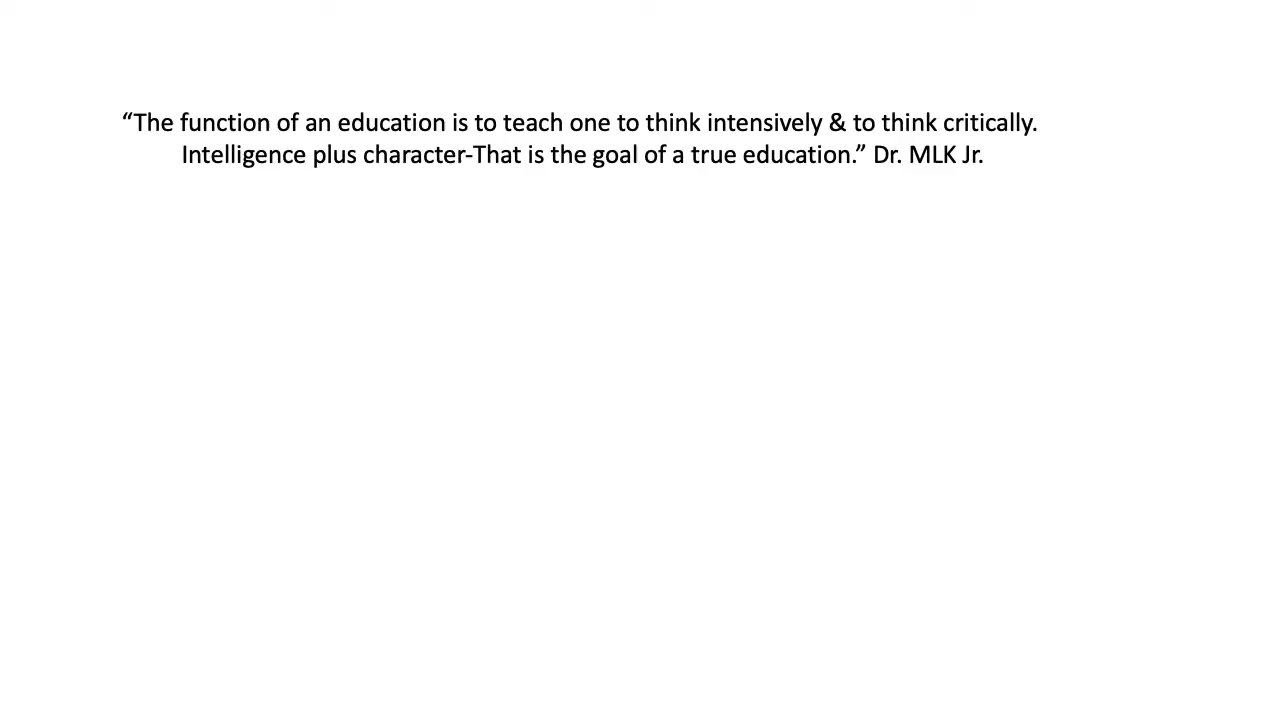 “The function of an education is to teach one to think intensively & to think critically.
Intelligence plus character-That is the goal of a true education.” Dr. MLK Jr.